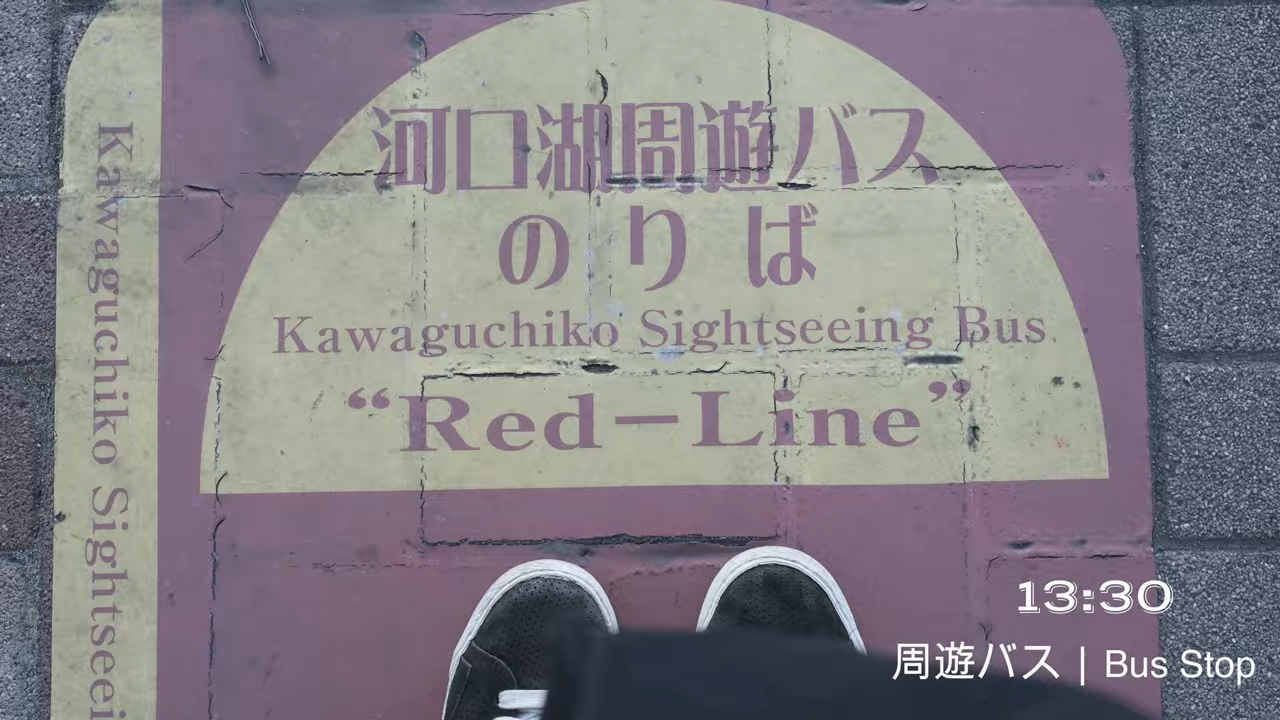 河口湖周遊バス
のりば
Kawaguchiko Sightseeing Bus
“Red－Line”
Kawaguchiko Sightseei
13:30
周遊バス | Bus Stop